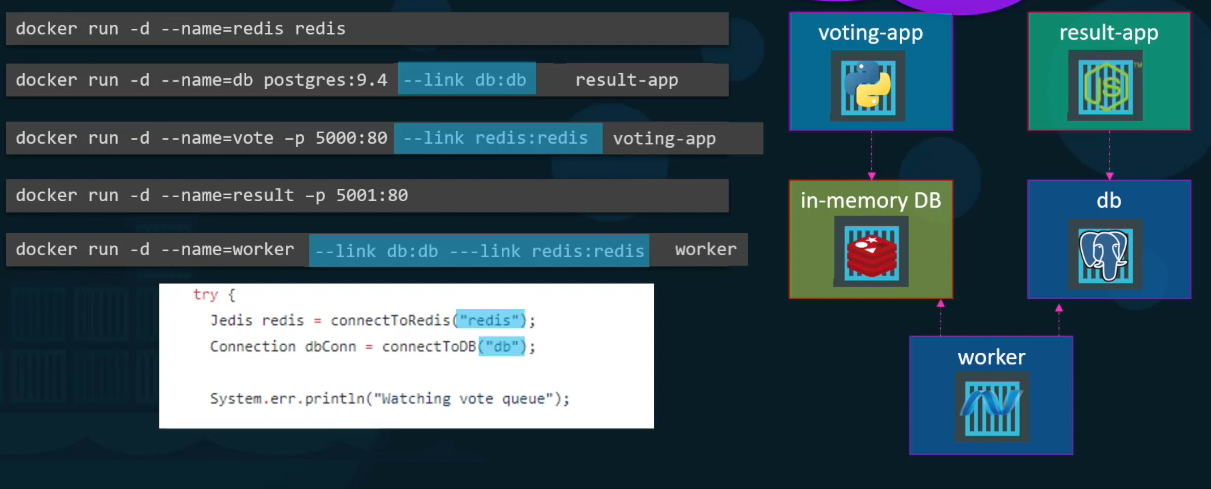 docker run -d --name=redis redis
docker run -d --name=db postgres:9.4 --link db:db result-app
docker run -d --name=vote –p 5000:80 --link redis:redis voting-app
docker run -d --name=result –p 5001:80
docker run -d --name=worker --link db:db ---link redis:redis worker
try {
Jedis redis = connectToRedis("redis");
Connection dbConn = connectToDB("db");
System.err.println("Watching vote queue");
voting-app
result-app
JS
TM
in-memory DB
db
worker